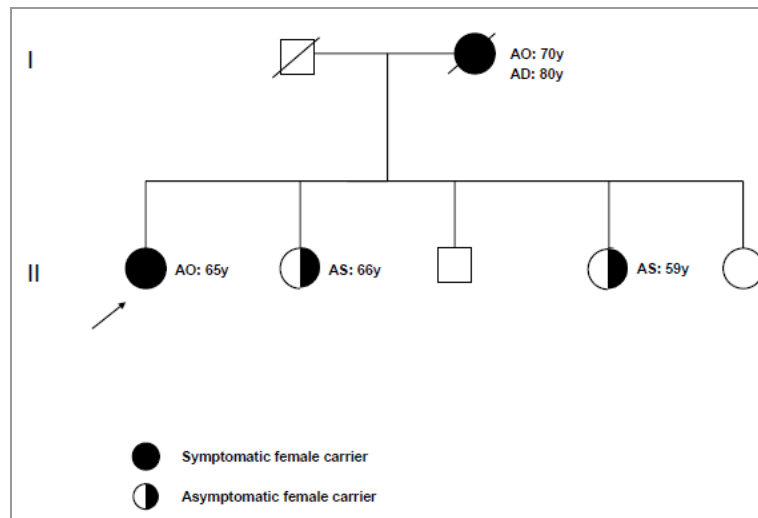 I
AO: 70y
AD: 80y
II
AO: 65y
AS: 66y
AS: 59y
Symptomatic female carrier
Asymptomatic female carrier